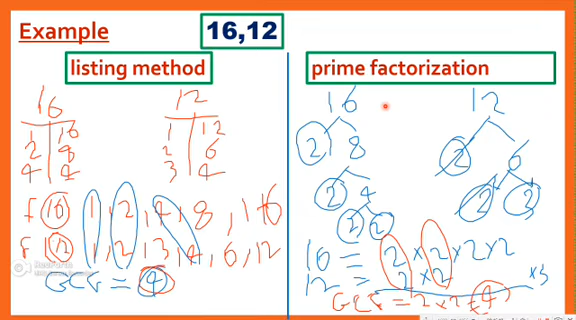 Example
16,12
listing method
prime factorization
16
1 16
2 8
4 4
12
1 12
2 6
3 4
f 16 1, 2, 4, 8, 16
f 12 1, 2, 3, 4, 6, 12
GCF = 4
16
2 8
2 4
2 2
12
2 6
2 2
16 = 2 × 2 × 2 × 2
12 = 2 × 2 × 3
GCF = 2 × 2 = 4